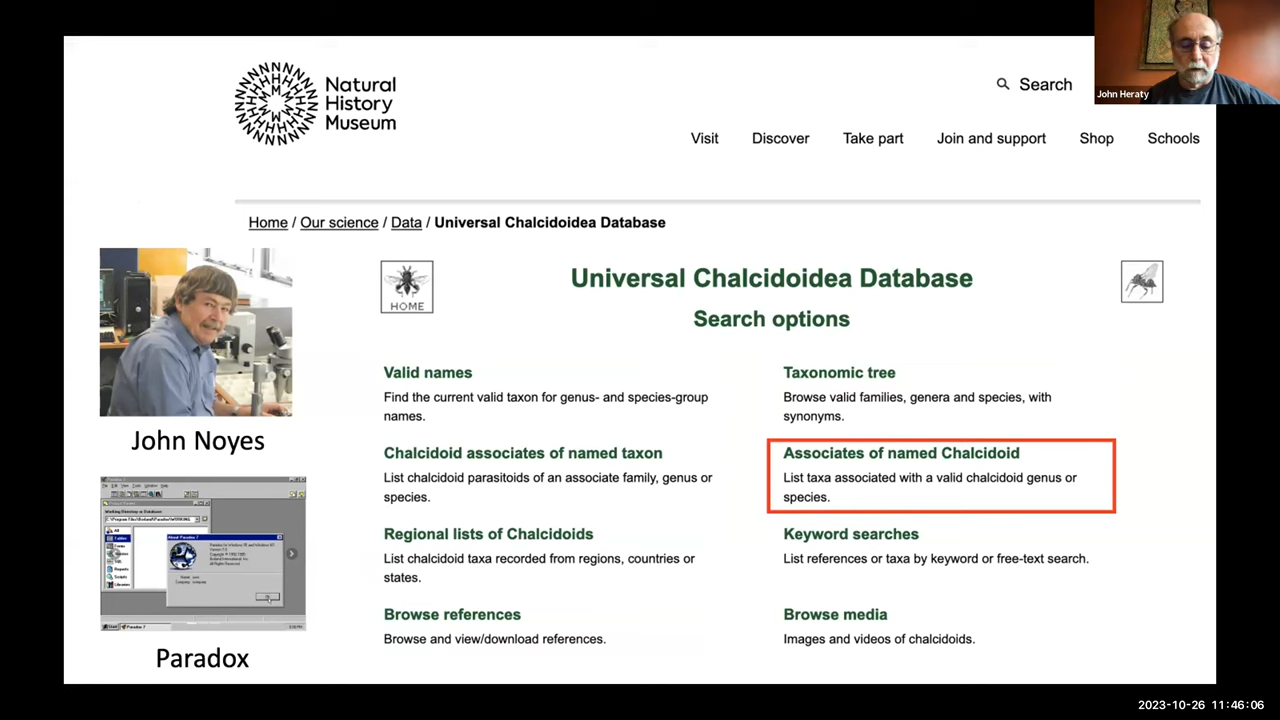 Natural
History
Museum
Search
John Heraty
Visit Discover Take part Join and support Shop Schools
Home / Our science / Data / Universal Chalcidoidea Database
HOME
Universal Chalcidoidea Database
Search options
John Noyes
Paradox
Valid names
Find the current valid taxon for genus- and species-group
names.
Taxonomic tree
Browse valid families, genera and species, with
synonyms.
Chalcidoid associates of named taxon
List chalcidoid parasitoids of an associate family, genus or
species.
Associates of named Chalcidoid
List taxa associated with a valid chalcidoid genus or
species.
Regional lists of Chalcidoids
List chalcidoid taxa recorded from regions, countries or
states.
Keyword searches
List references or taxa by keyword or free-text search.
Browse references
Browse and view/download references.
Browse media
Images and videos of chalcidoids.
2023-10-26 11:46:06